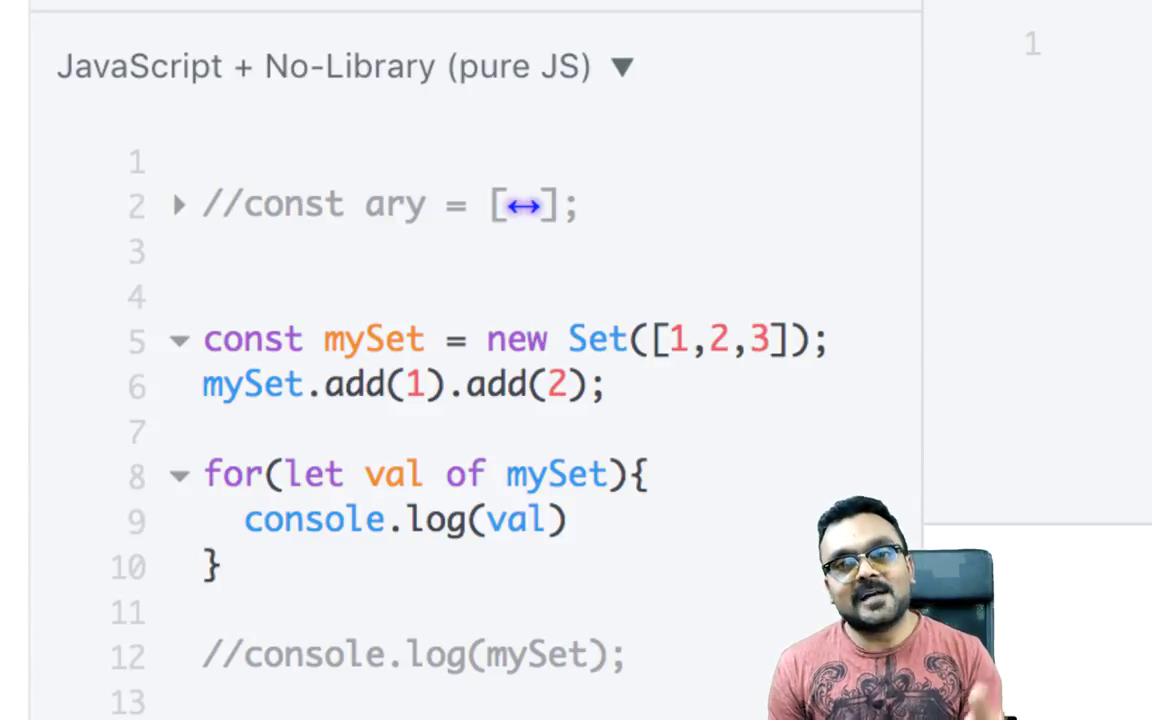 JavaScript + No-Library (pure JS) ▼
1
1
2 //const ary = [↔];
3
4
5 const mySet = new Set([1,2,3]);
6 mySet.add(1).add(2);
7
8 for(let val of mySet){
9 console.log(val)
10 }
11
12 //console.log(mySet);
13